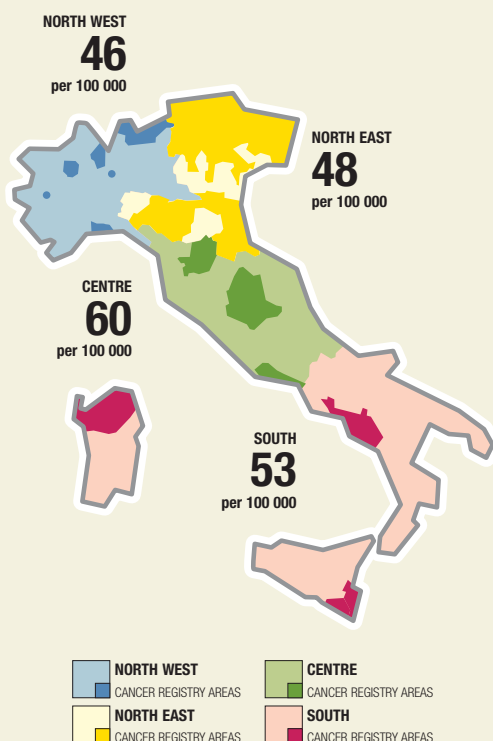 NORTH WEST
46
per 100 000
NORTH EAST
48
per 100 000
CENTRE
60
per 100 000
SOUTH
53
per 100 000
NORTH WEST
CANCER REGISTRY AREAS
CENTRE
CANCER REGISTRY AREAS
NORTH EAST
CANCER REGISTRY AREAS
SOUTH
CANCER REGISTRY AREAS